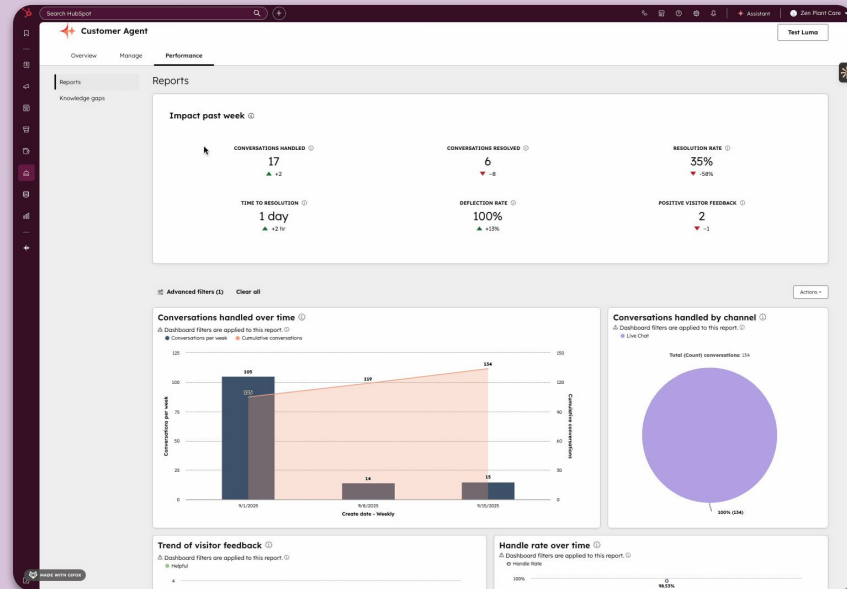 Search HubSpot
Assistant
Zen Plant Care
Customer Agent
Test Luma
Overview Manage Performance
Reports
Knowledge gaps
Reports
Impact past week
CONVERSATIONS HANDLED
17
+2
CONVERSATIONS RESOLVED
6
-8
RESOLUTION RATE
35%
-58%
TIME TO RESOLUTION
1 day
+2 hr
DEFLECTION RATE
100%
+13%
POSITIVE VISITOR FEEDBACK
2
-1
Advanced filters (1) Clear all
Actions
Conversations handled over time
Dashboard filters are applied to this report.
Conversations per week Cumulative conversations
125
100
75
50
25
0
Conversations per week
105
105
119
14
134
15
150
120
90
60
30
0
Cumulative conversations
9/1/2025 9/8/2025 9/15/2025
Create date - Weekly
Conversations handled by channel
Dashboard filters are applied to this report.
Live Chat
Total (Count) conversations: 134
100% (134)
Trend of visitor feedback
Dashboard filters are applied to this report.
Helpful
4
Handle rate over time
Dashboard filters are applied to this report.
Handle Rate
100%
98.53%
MADE WITH GIFOX